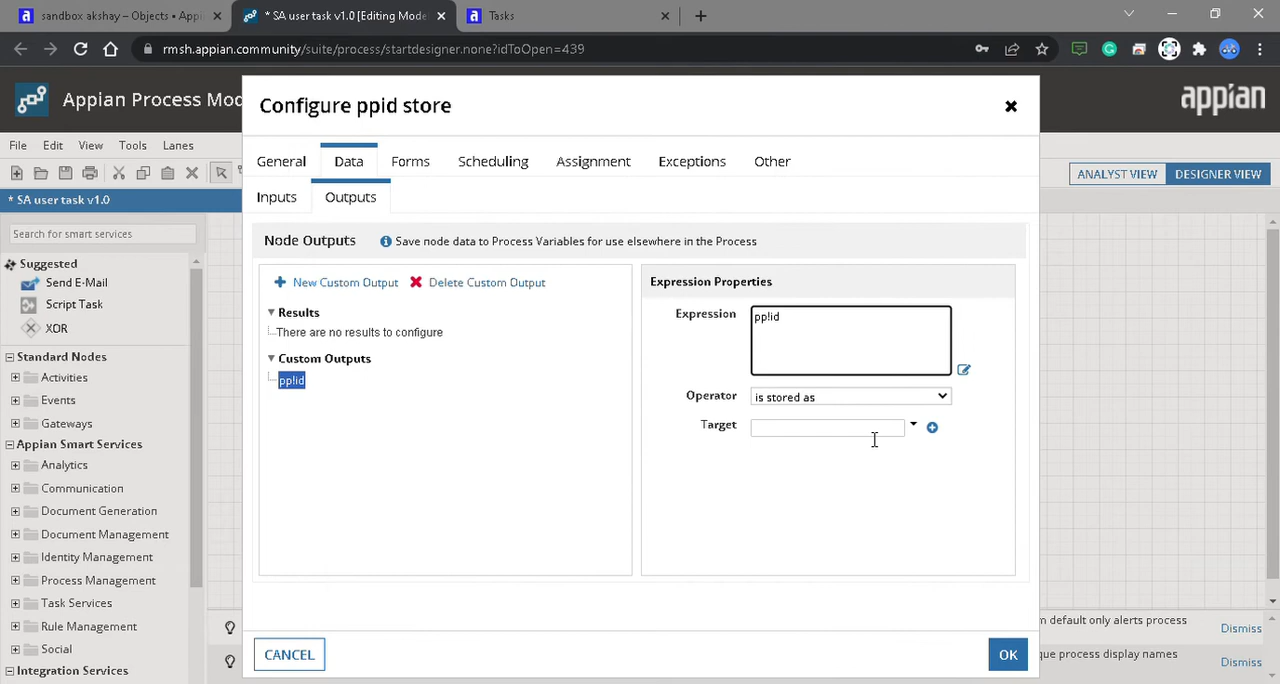 sandbox akshay – Objects • Appi
* SA user task v1.0 [Editing Mode
Tasks
rmsh.appian.community/suite/process/startdesigner.none?idToOpen=439
Appian Process Mod
appian
Configure ppid store
File Edit View Tools Lanes
General Data Forms Scheduling Assignment Exceptions Other
ANALYST VIEW DESIGNER VIEW
* SA user task v1.0
Inputs Outputs
Search for smart services
Node Outputs Save node data to Process Variables for use elsewhere in the Process
Suggested
Send E-Mail
Script Task
XOR
Standard Nodes
Activities
Events
Gateways
Appian Smart Services
Analytics
Communication
Document Generation
Document Management
Identity Management
Process Management
Task Services
Rule Management
Social
Integration Services
New Custom Output Delete Custom Output
Results
There are no results to configure
Custom Outputs
pp!id
Expression Properties
Expression pp!id
Operator is stored as
Target
m default only alerts process Dismiss
que process display names Dismiss
CANCEL OK